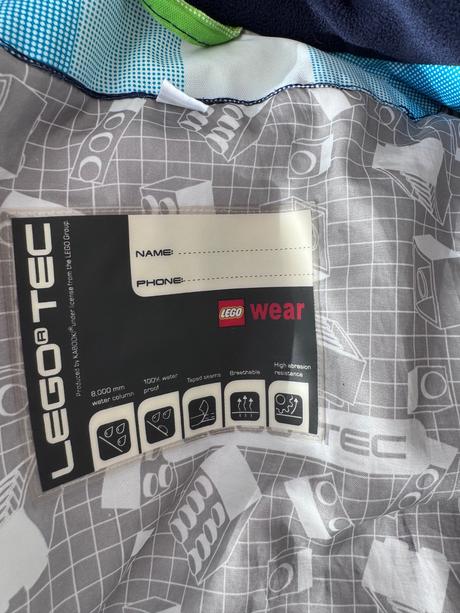 LEGO® TEC
Produced by KABOOKI® under license from the LEGO Group.
NAME:
PHONE:
LEGO wear
8.000 mm
water column
100% water
proof
Taped seams
Breathable
High abrasion
resistance
TEC